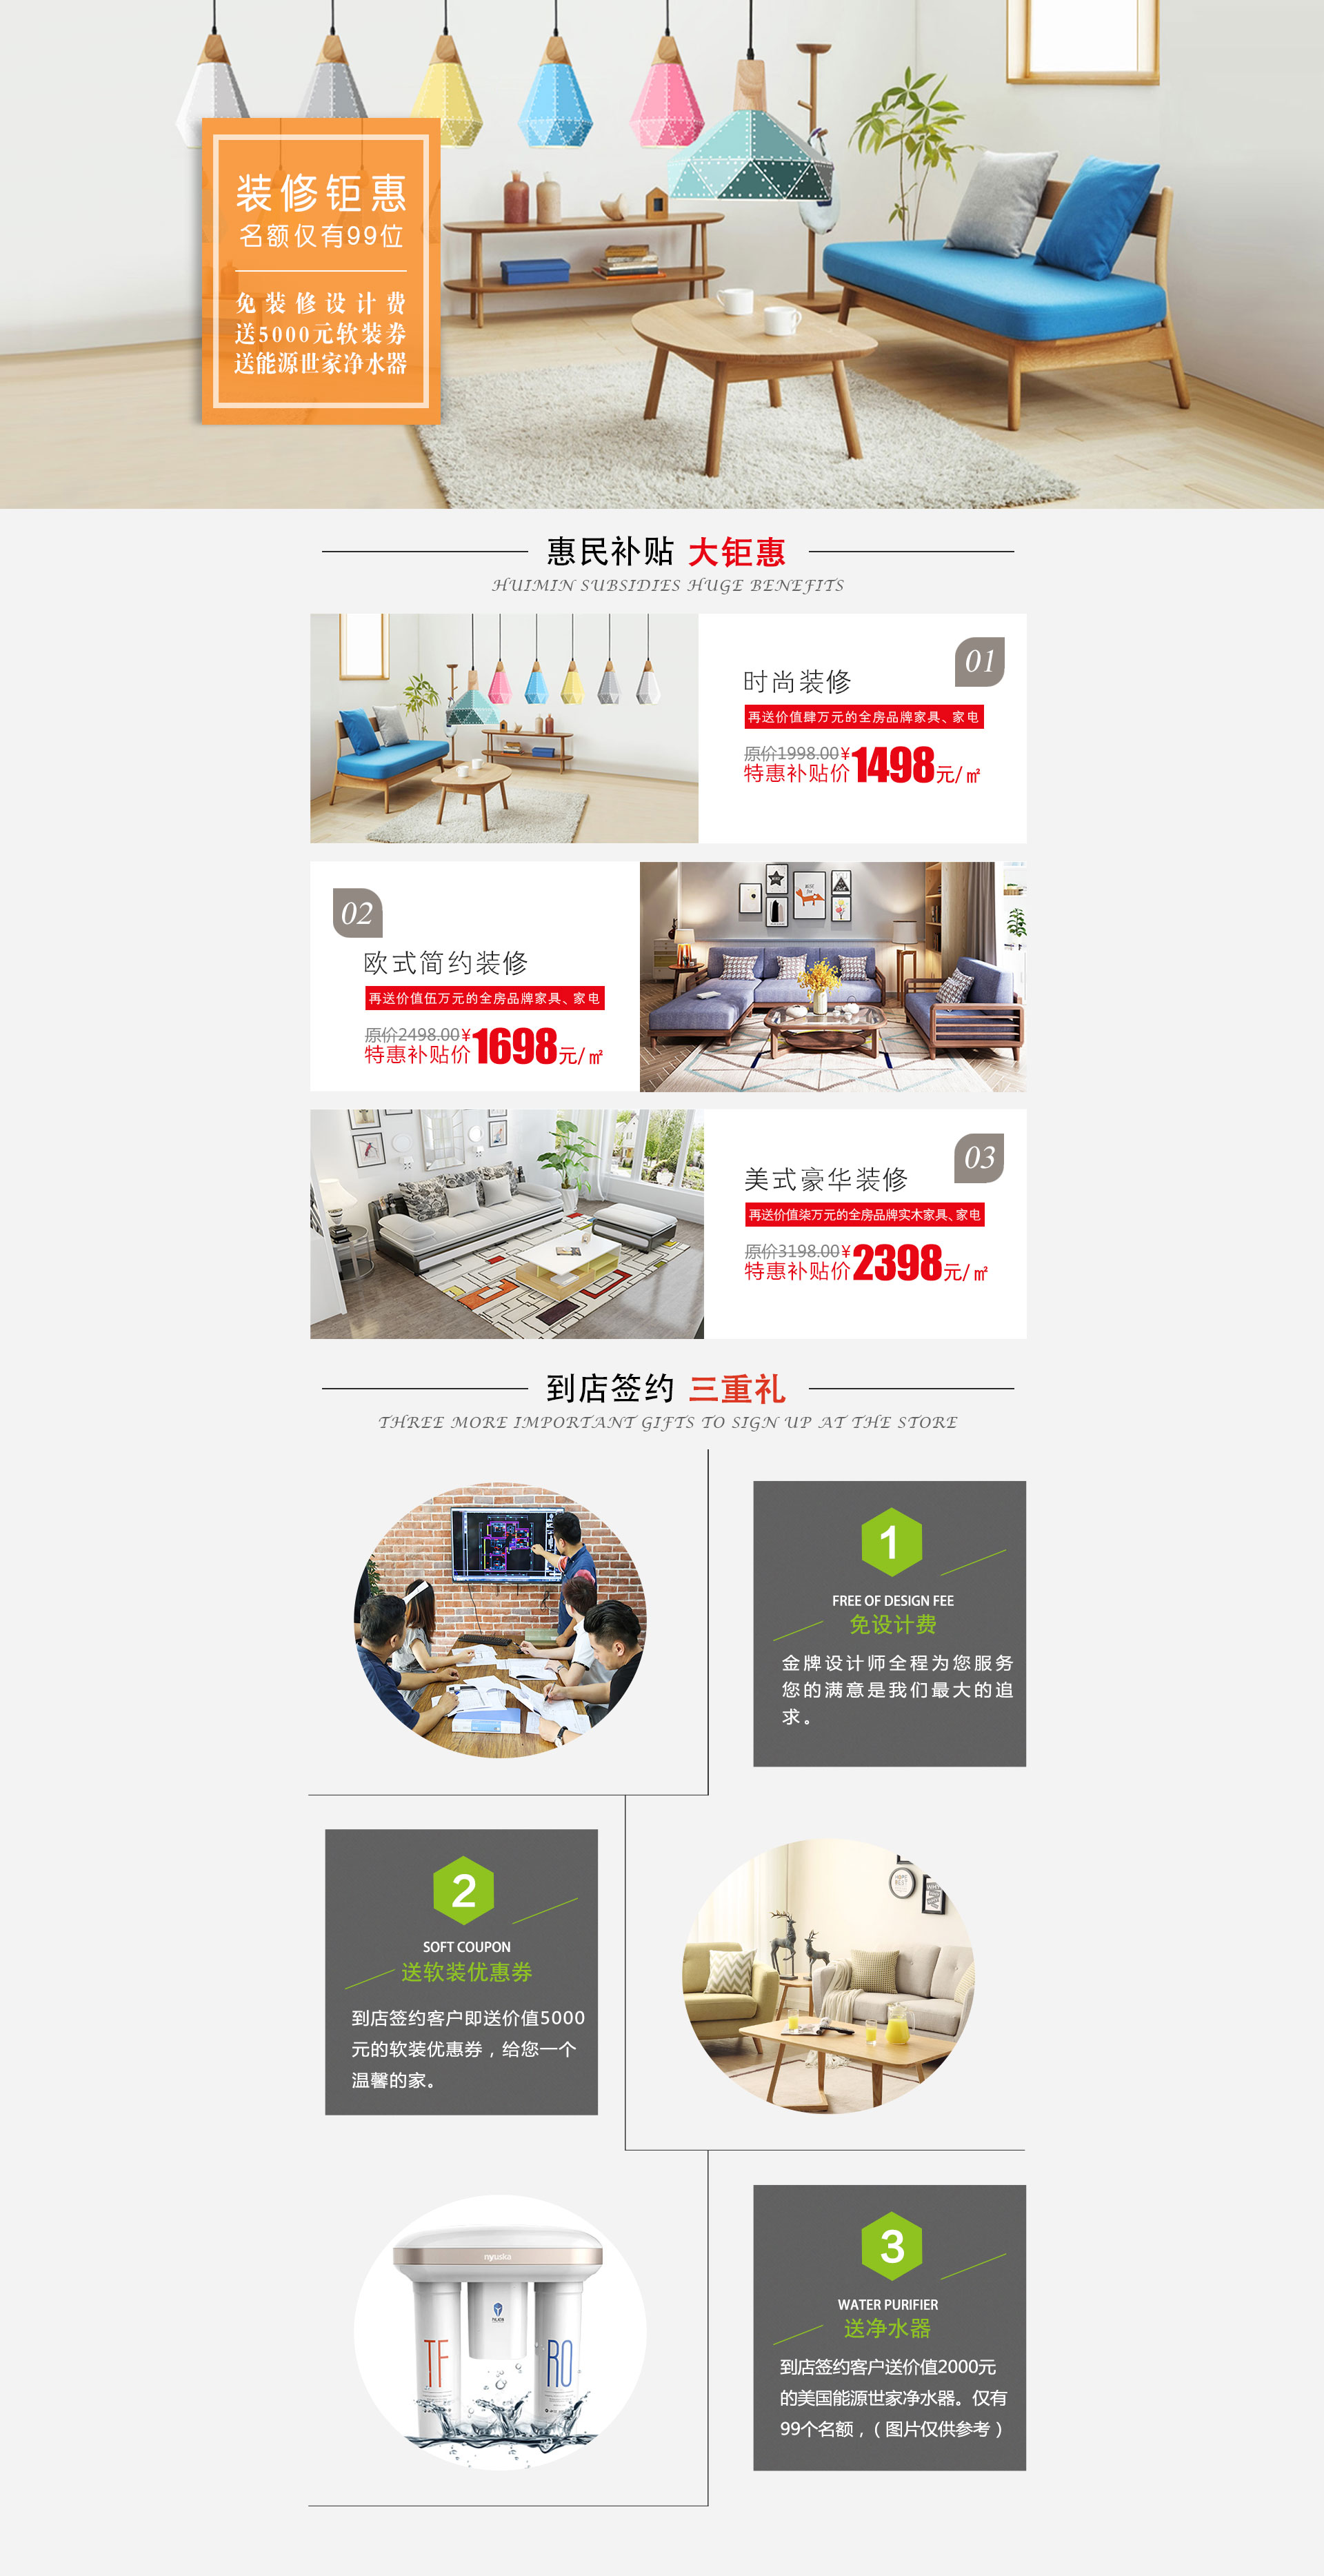 装修钜惠
名额仅有99位
免装修设计费
送5000元软装券
送能源世家净水器
惠民补贴 大钜惠
HUIMIN SUBSIDIES HUGE BENEFITS
01
时尚装修
再送价值肆万元的全房品牌家具、家电
原价1998.00¥
特惠补贴价1498元/㎡
02
欧式简约装修
再送价值伍万元的全房品牌家具、家电
原价2498.00¥
特惠补贴价1698元/㎡
03
美式豪华装修
再送价值柒万元的全房品牌实木家具、家电
原价3198.00¥
特惠补贴价2398元/㎡
到店签约 三重礼
THREE MORE IMPORTANT GIFTS TO SIGN UP AT THE STORE
1
FREE OF DESIGN FEE
免设计费
金牌设计师全程为您服务
您的满意是我们最大的追
求。
2
SOFT COUPON
送软装优惠券
到店签约客户即送价值5000
元的软装优惠券，给您一个
温馨的家。
HOME
BEST
nyuska
TF
RO
3
WATER PURIFIER
送净水器
到店签约客户送价值2000元
的美国能源世家净水器。仅有
99个名额，（图片仅供参考）